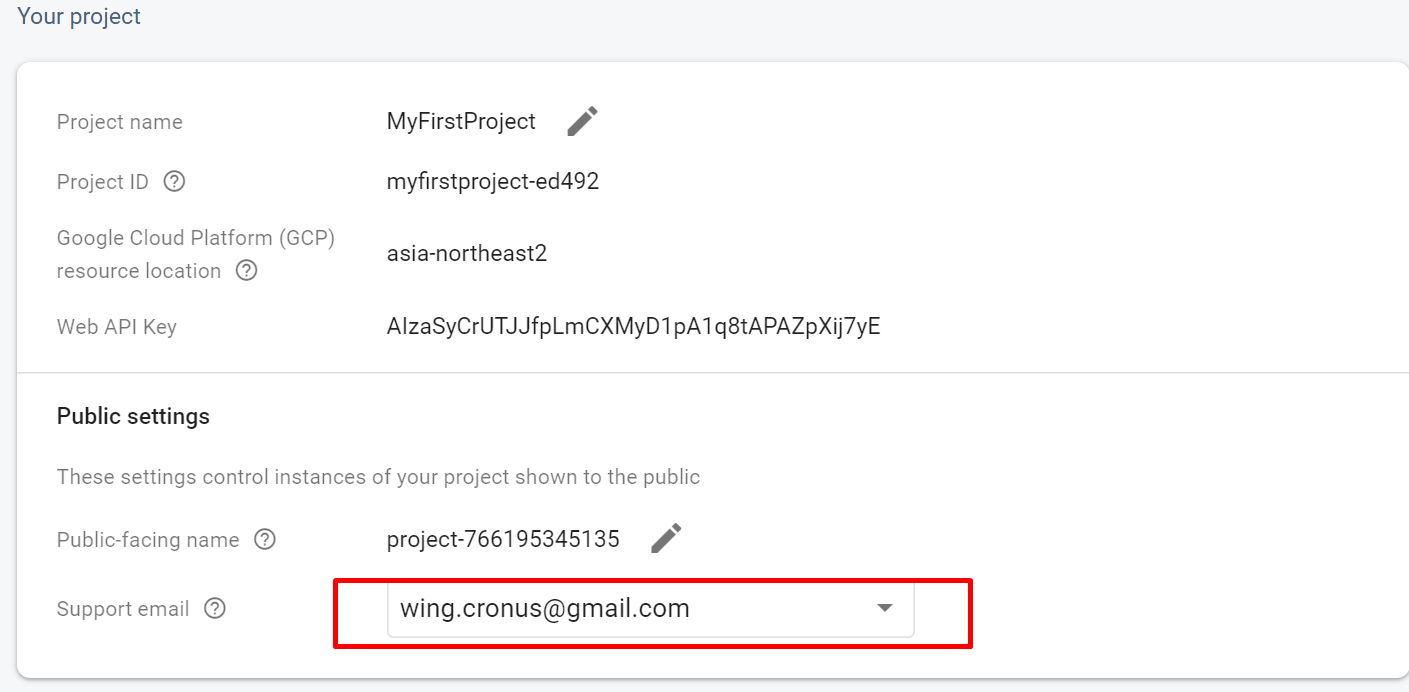 Your project
Project name MyFirstProject
Project ID myfirstproject-ed492
Google Cloud Platform (GCP)
resource location asia-northeast2
Web API Key AIzaSyCrUTJJfpLmCXMyD1pA1q8tAPAZpXij7yE
Public settings
These settings control instances of your project shown to the public
Public-facing name project-766195345135
Support email wing.cronus@gmail.com